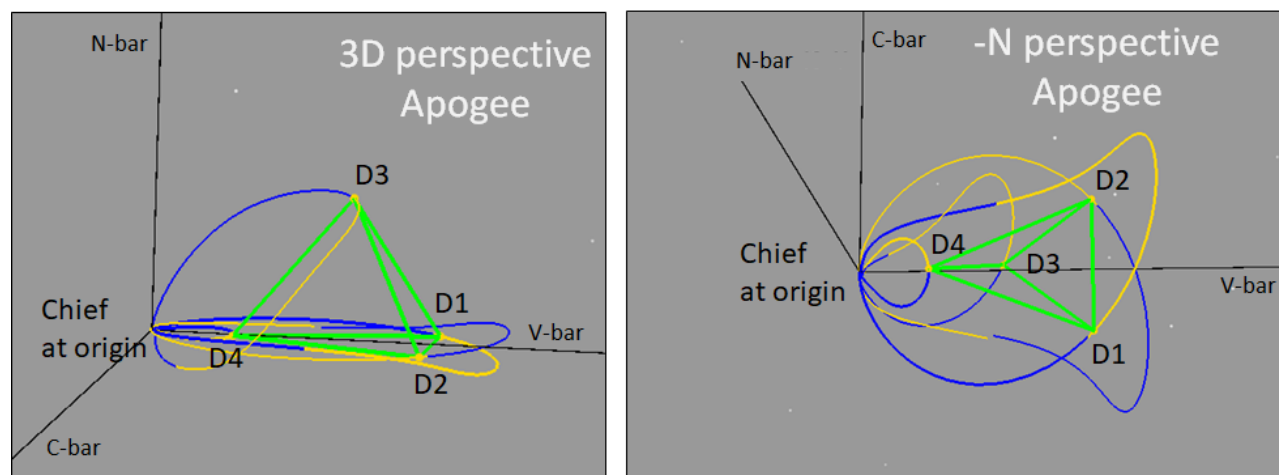 N-bar
3D perspective
Apogee
D3
Chief
at origin
D1
V-bar
D4
D2
C-bar
C-bar
-N perspective
Apogee
N-bar
D2
Chief
at origin
D4
D3
V-bar
D1